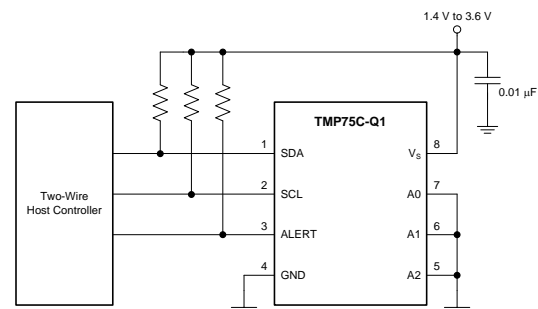 1.4 V to 3.6 V
0.01 μF
TMP75C-Q1
Two-Wire
Host Controller
1 SDA
2 SCL
3 ALERT
4 GND
VS 8
A0 7
A1 6
A2 5